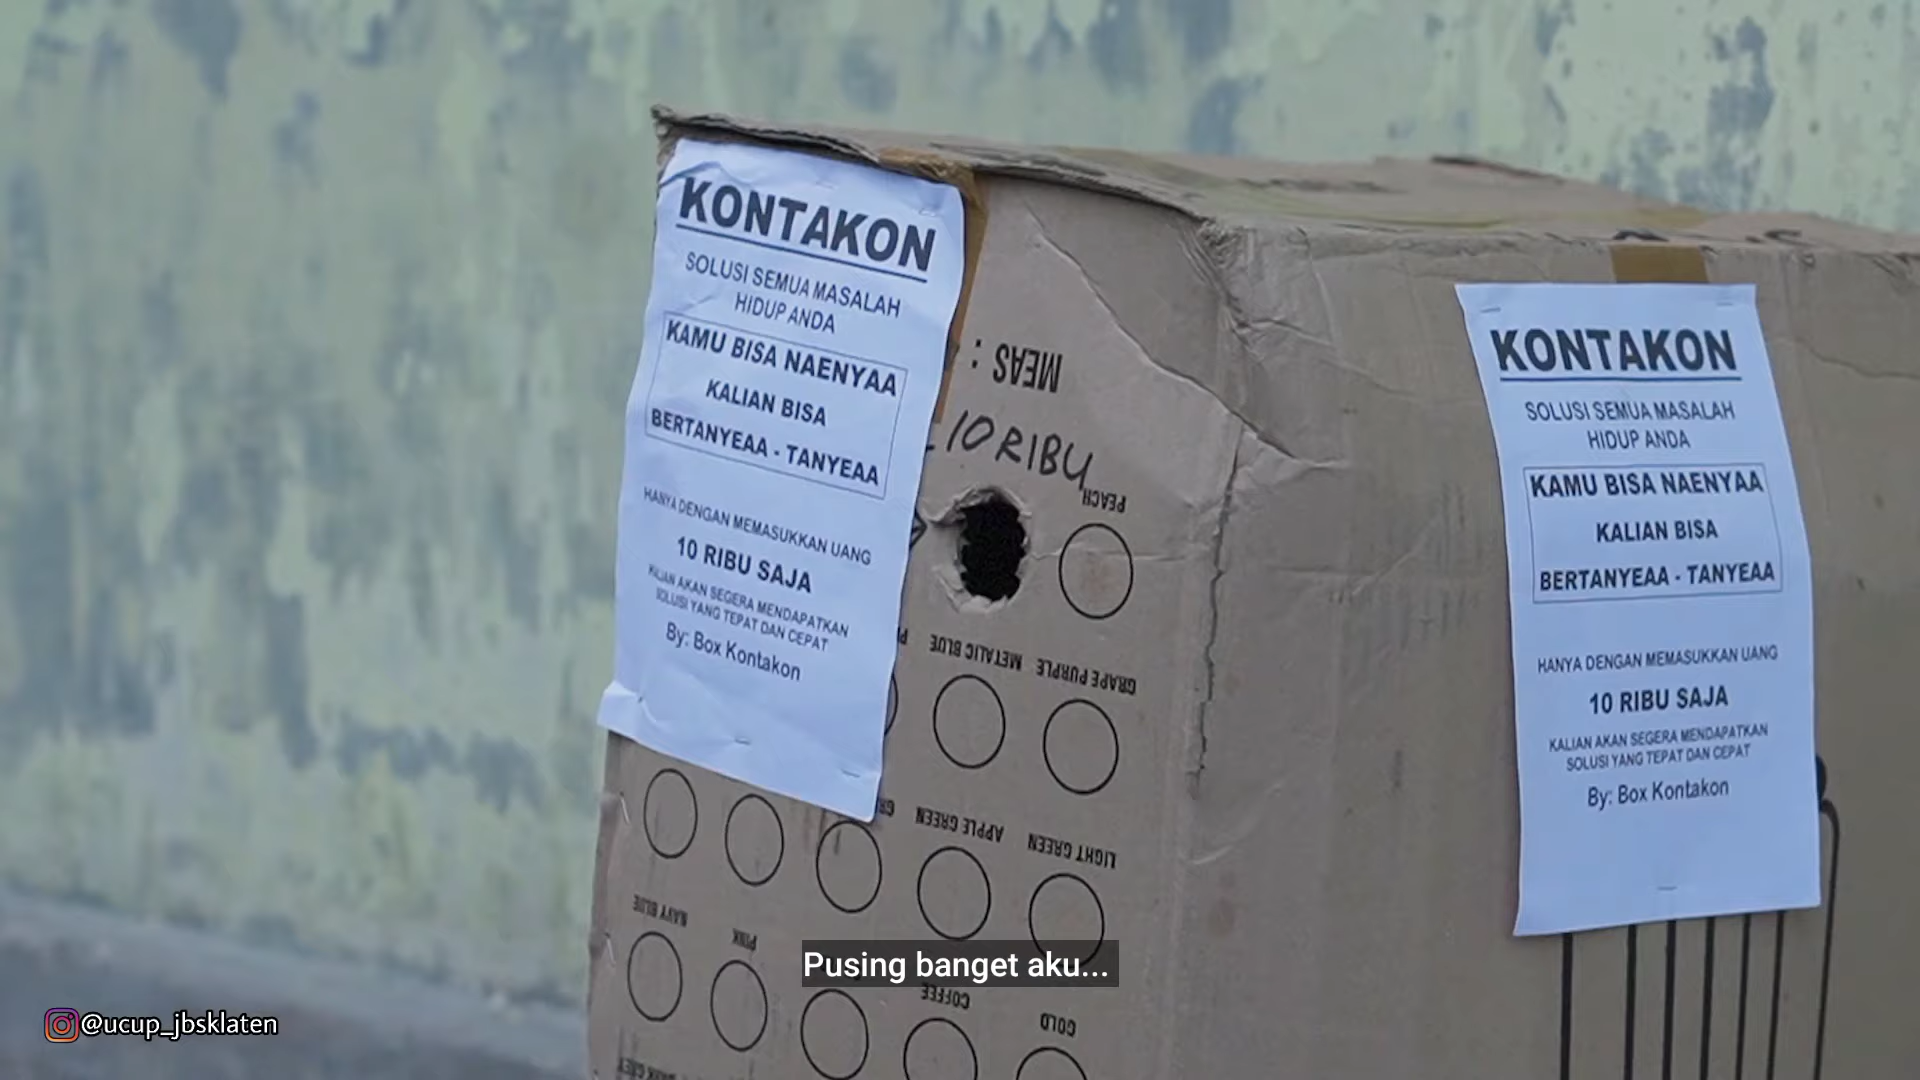 KONTAKON
SOLUSI SEMUA MASALAH
HIDUP ANDA
KAMU BISA NAENYAA
KALIAN BISA
BERTANYEAA - TANYEAA
HANYA DENGAN MEMASUKKAN UANG
10 RIBU SAJA
KALIAN AKAN SEGERA MENDAPATKAN
SOLUSI YANG TEPAT DAN CEPAT
By: Box Kontakon
MEAS :
10 RIBU
PEACH
METALIC BLUE
GRAPE PURPLE
APPLE GREEN
LIGHT GREEN
NAVY BLUE
PINK
COFFEE
GOLD
DARK GREY
KONTAKON
SOLUSI SEMUA MASALAH
HIDUP ANDA
KAMU BISA NAENYAA
KALIAN BISA
BERTANYEAA - TANYEAA
HANYA DENGAN MEMASUKKAN UANG
10 RIBU SAJA
KALIAN AKAN SEGERA MENDAPATKAN
SOLUSI YANG TEPAT DAN CEPAT
By: Box Kontakon
Pusing banget aku...
@ucup_jbsklaten